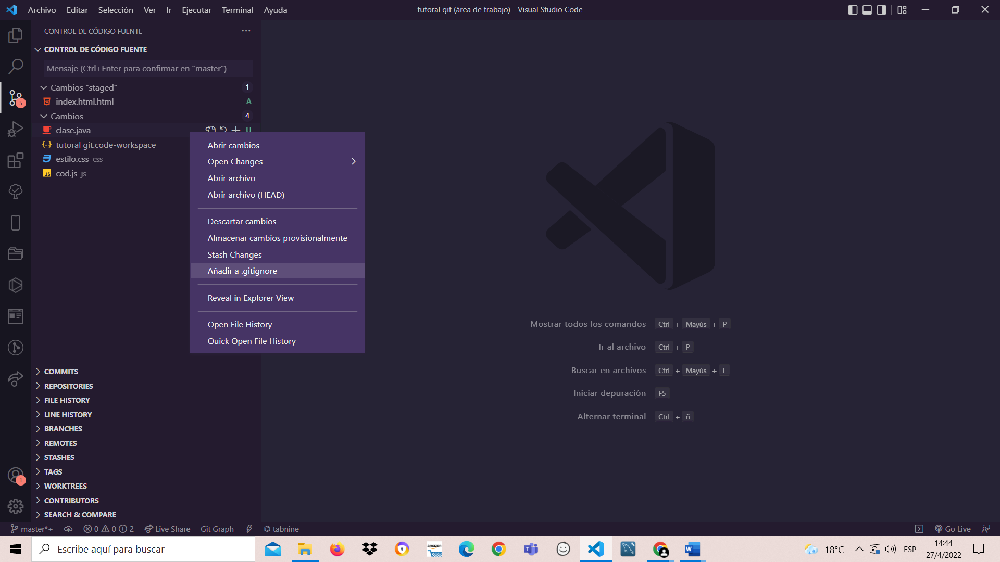 Archivo Editar Selección Ver Ir Ejecutar Terminal Ayuda
tutoral git (área de trabajo) - Visual Studio Code
CONTROL DE CÓDIGO FUENTE
CONTROL DE CÓDIGO FUENTE
Mensaje (Ctrl+Enter para confirmar en "master")
Cambios "staged" 1
index.html.html A
Cambios 4
clase.java U
tutoral git.code-workspace
estilo.css css
cod.js js
5
Abrir cambios
Open Changes
Abrir archivo
Abrir archivo (HEAD)
Descartar cambios
Almacenar cambios provisionalmente
Stash Changes
Añadir a .gitignore
Reveal in Explorer View
Open File History
Quick Open File History
Mostrar todos los comandos Ctrl + Mayús + P
Ir al archivo Ctrl + P
Buscar en archivos Ctrl + Mayús + F
Iniciar depuración F5
Alternar terminal Ctrl + ñ
COMMITS
REPOSITORIES
FILE HISTORY
LINE HISTORY
BRANCHES
REMOTES
STASHES
TAGS
WORKTREES
CONTRIBUTORS
SEARCH & COMPARE
1
master*+ 0 0 2 Live Share Git Graph tabnine Go Live
Escribe aquí para buscar
amazon
18°C ESP
14:44
27/4/2022